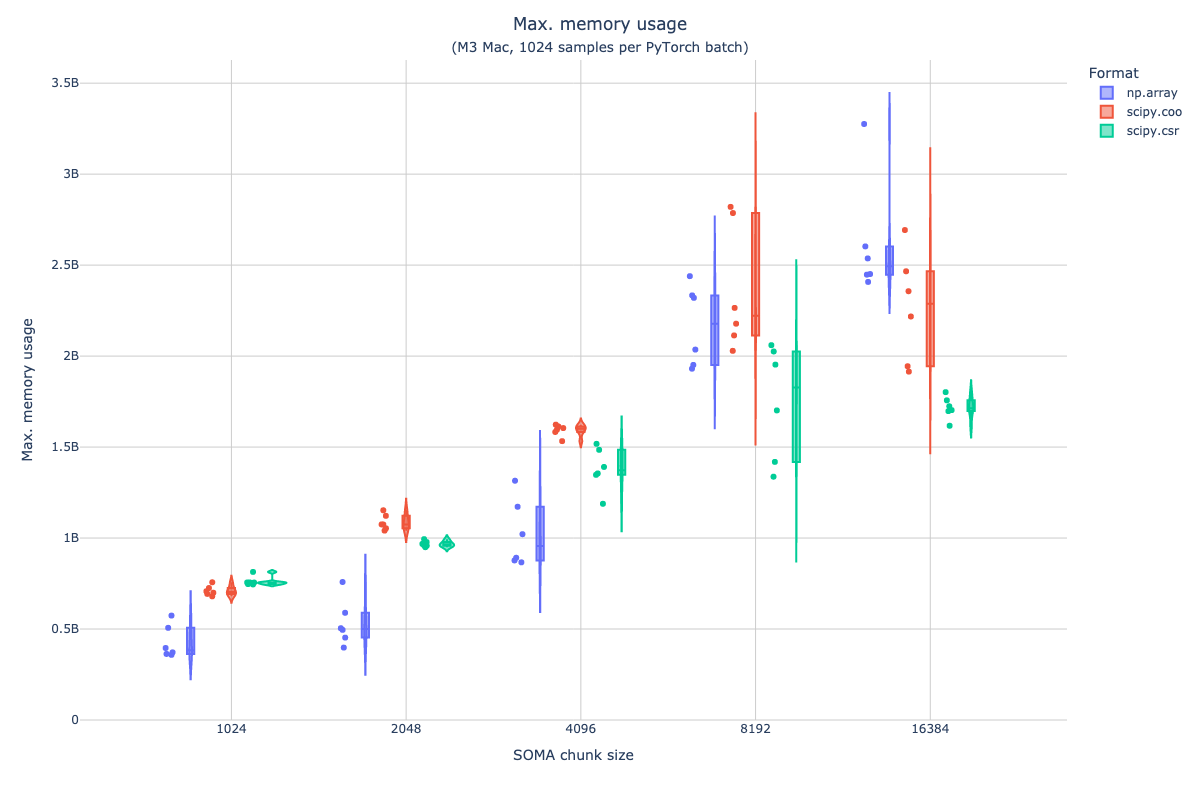 Max. memory usage
(M3 Mac, 1024 samples per PyTorch batch)
Format
np.array
scipy.coo
scipy.csr
Max. memory usage
3.5B
3B
2.5B
2B
1.5B
1B
0.5B
0
1024
2048
4096
8192
16384
SOMA chunk size